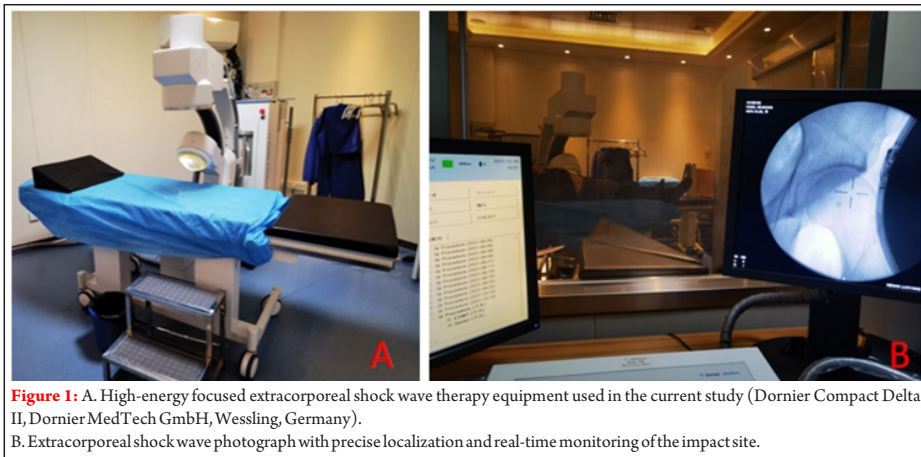 A
B
Figure 1: A. High-energy focused extracorporeal shock wave therapy equipment used in the current study (Dornier Compact Delta
II, Dornier MedTech GmbH, Wessling, Germany).
B. Extracorporeal shock wave photograph with precise localization and real-time monitoring of the impact site.